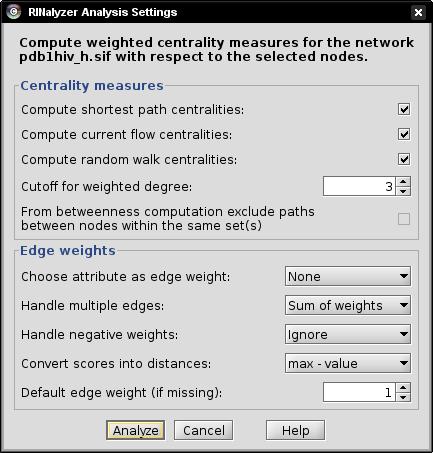 RINalyzer Analysis Settings
Compute weighted centrality measures for the network
pdb1hiv_h.sif with respect to the selected nodes.
Centrality measures
Compute shortest path centralities:
Compute current flow centralities:
Compute random walk centralities:
Cutoff for weighted degree: 3
From betweenness computation exclude paths
between nodes within the same set(s)
Edge weights
Choose attribute as edge weight: None
Handle multiple edges: Sum of weights
Handle negative weights: Ignore
Convert scores into distances: max - value
Default edge weight (if missing): 1
Analyze Cancel Help